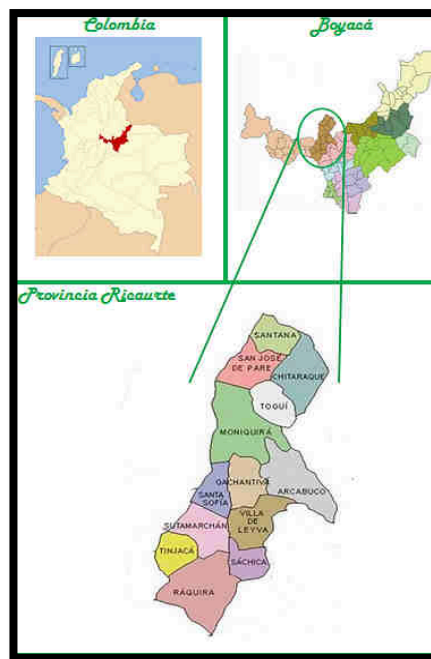 Colombia
Boyacá
Provincia Ricaurte
SANTANA
SAN JOSÉ
DE PARE
CHITARAQUE
TOGUÍ
MONIQUIRÁ
GACHANTIVÁ
ARCABUCO
SANTA
SOFÍA
VILLA
DE
LEYVA
SUTAMARCHÁN
TINJACÁ
SÁCHICA
RÁQUIRA